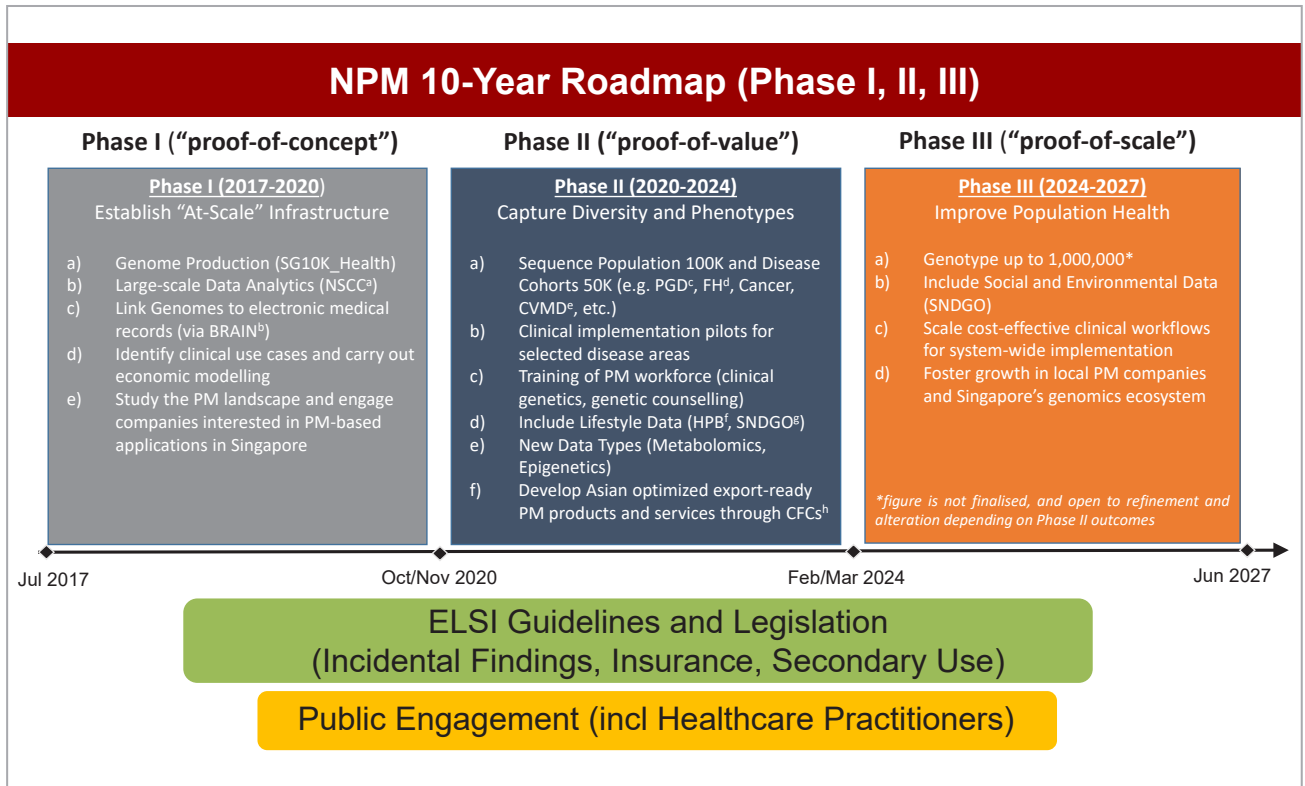 NPM 10-Year Roadmap (Phase I, II, III)
Phase I (“proof-of-concept”)
Phase I (2017-2020)
Establish “At-Scale” Infrastructure
a) Genome Production (SG10K_Health)
b) Large-scale Data Analytics (NSCCᵃ)
c) Link Genomes to electronic medical
records (via BRAINᵇ)
d) Identify clinical use cases and carry out
economic modelling
e) Study the PM landscape and engage
companies interested in PM-based
applications in Singapore
Phase II (“proof-of-value”)
Phase II (2020-2024)
Capture Diversity and Phenotypes
a) Sequence Population 100K and Disease
Cohorts 50K (e.g. PGDᶜ, FHᵈ, Cancer,
CVMDᵉ, etc.)
b) Clinical implementation pilots for
selected disease areas
c) Training of PM workforce (clinical
genetics, genetic counselling)
d) Include Lifestyle Data (HPBᶠ, SNDGOᵍ)
e) New Data Types (Metabolomics,
Epigenetics)
f) Develop Asian optimized export-ready
PM products and services through CFCsʰ
Phase III (“proof-of-scale”)
Phase III (2024-2027)
Improve Population Health
a) Genotype up to 1,000,000*
b) Include Social and Environmental Data
(SNDGO)
c) Scale cost-effective clinical workflows
for system-wide implementation
d) Foster growth in local PM companies
and Singapore’s genomics ecosystem
*figure is not finalised, and open to refinement and
alteration depending on Phase II outcomes
Jul 2017
Oct/Nov 2020
Feb/Mar 2024
Jun 2027
ELSI Guidelines and Legislation
(Incidental Findings, Insurance, Secondary Use)
Public Engagement (incl Healthcare Practitioners)